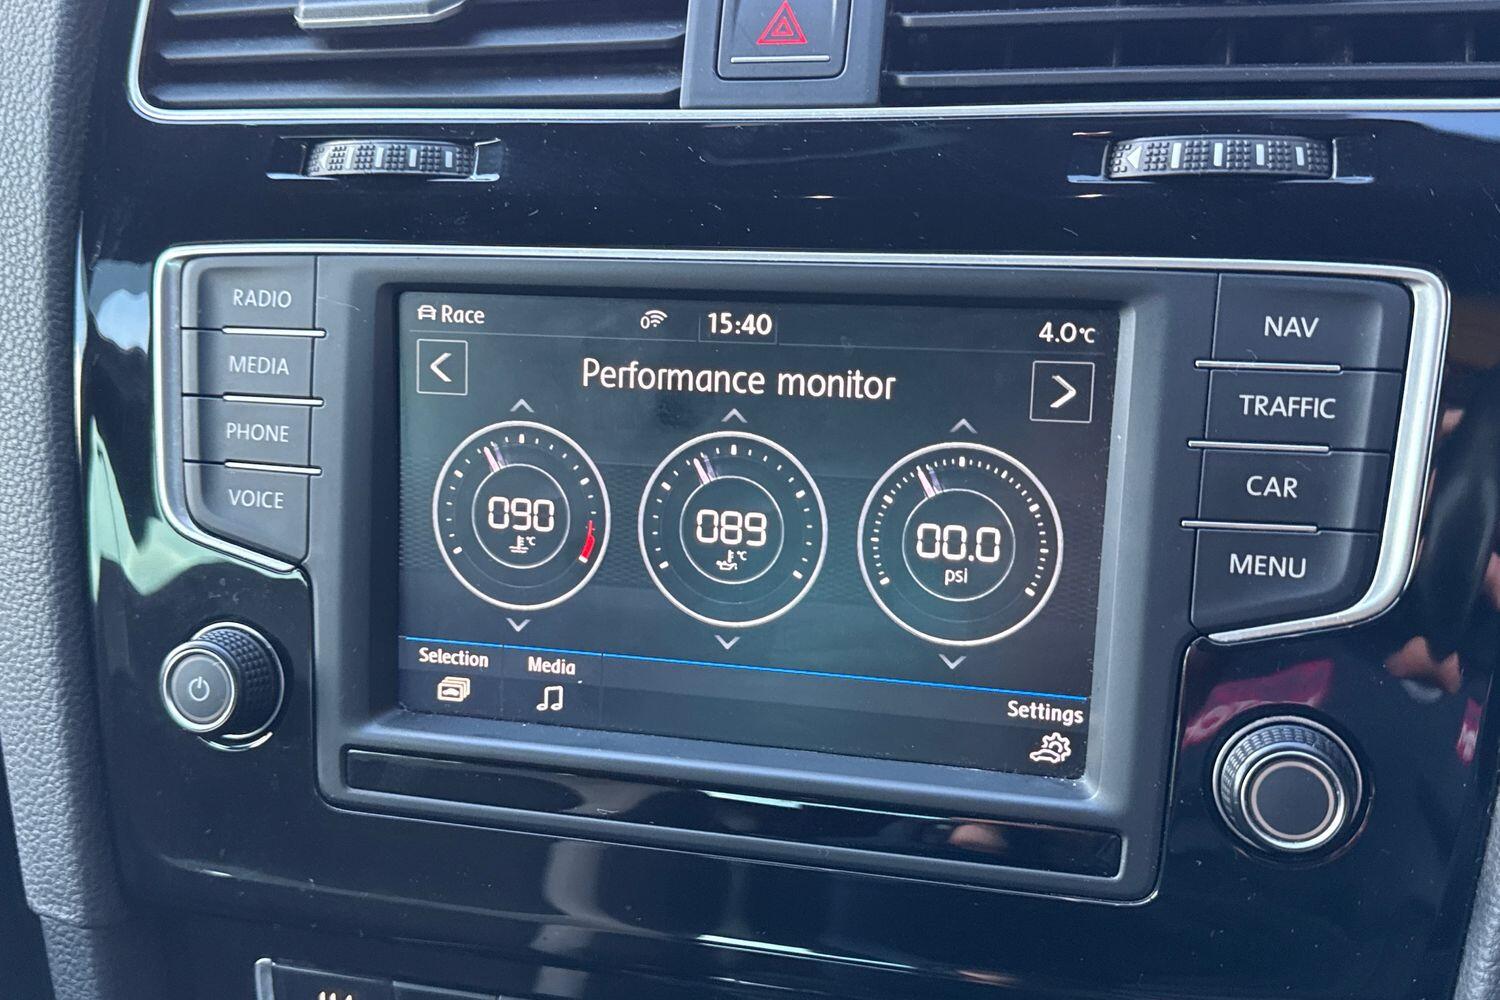 RADIO
MEDIA
PHONE
VOICE
Race
0
15:40
4.0°C
Performance monitor
090
°C
089
°C
00.0
psi
Selection
Media
Settings
NAV
TRAFFIC
CAR
MENU